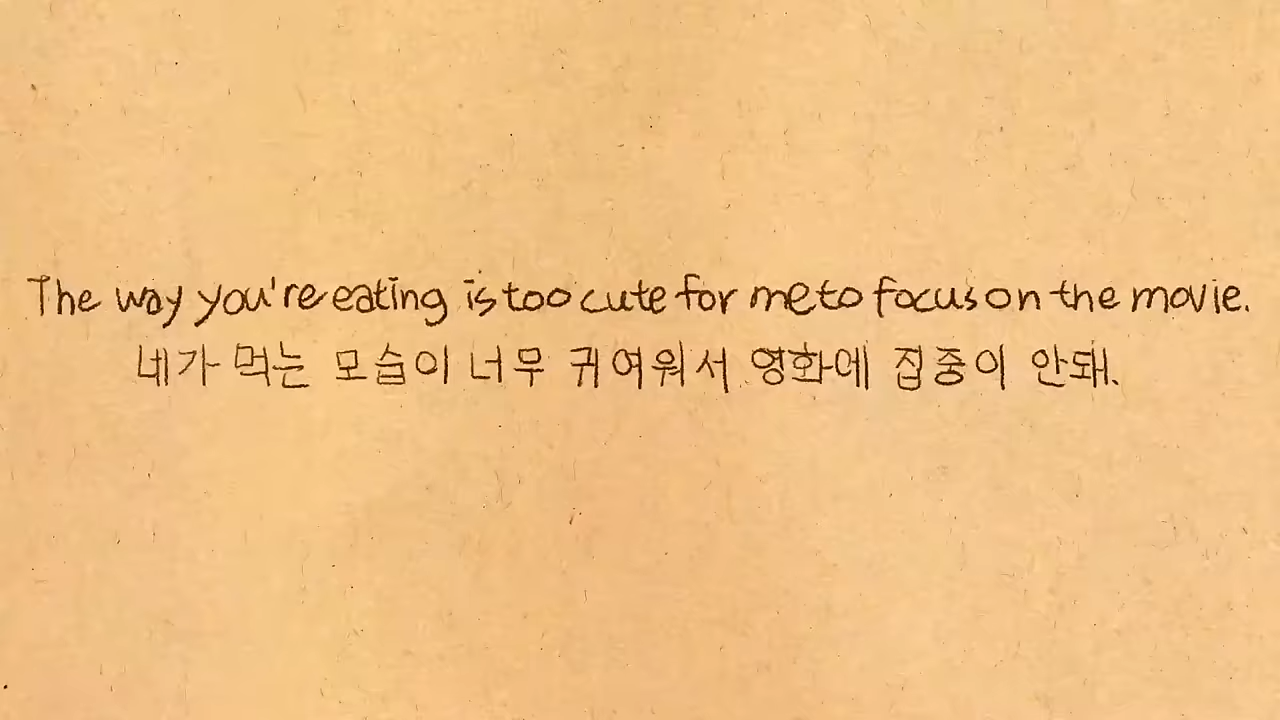 The way you're eating is too cute for me to focus on the movie.
네가 먹는 모습이 너무 귀여워서 영화에 집중이 안돼.